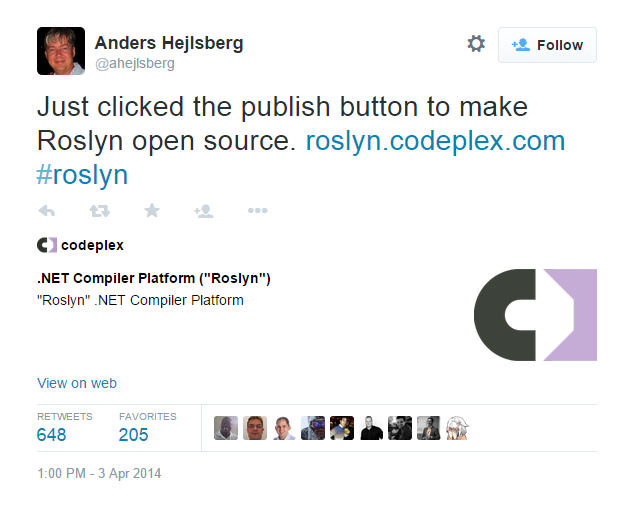 Anders Hejlsberg
@ahejlsberg
Follow
Just clicked the publish button to make
Roslyn open source. roslyn.codeplex.com
#roslyn
codeplex
.NET Compiler Platform ("Roslyn")
"Roslyn" .NET Compiler Platform
View on web
RETWEETS FAVORITES
648 205
1:00 PM - 3 Apr 2014